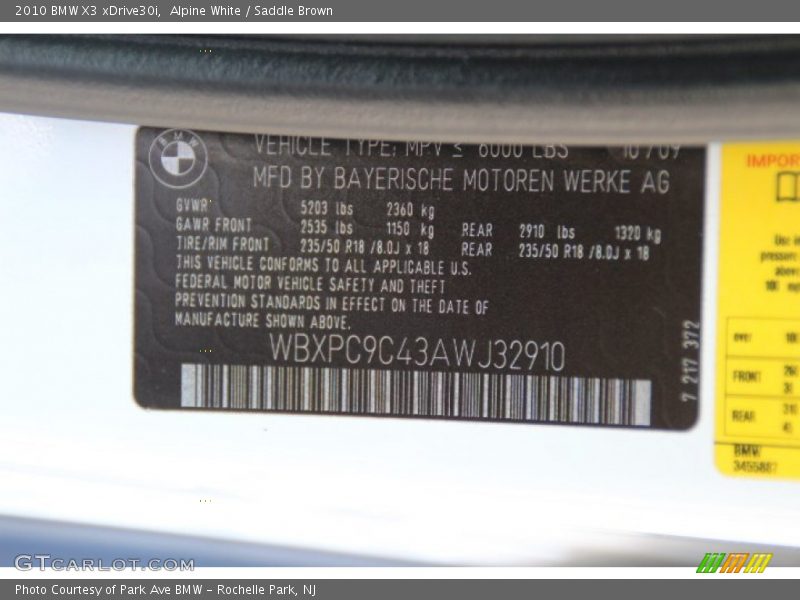 2010 BMW X3 xDrive30i,  Alpine White / Saddle Brown
BMW
VEHICLE TYPE: MPV ≤ 6000 LBS 10/09
MFD BY BAYERISCHE MOTOREN WERKE AG
GVWR: 5203 lbs 2360 kg
GAWR FRONT 2535 lbs 1150 kg REAR 2910 lbs 1320 kg
TIRE/RIM FRONT 235/50 R18 /8.0J x 18 REAR 235/50 R18 /8.0J x 18
THIS VEHICLE CONFORMS TO ALL APPLICABLE U.S.
FEDERAL MOTOR VEHICLE SAFETY AND THEFT
PREVENTION STANDARDS IN EFFECT ON THE DATE OF
MANUFACTURE SHOWN ABOVE.
WBXPC9C43AWJ32910
7 217 372
IMPOR
FRONT
REAR
BMW
GTCARLOT.COM
Photo Courtesy of Park Ave BMW - Rochelle Park, NJ